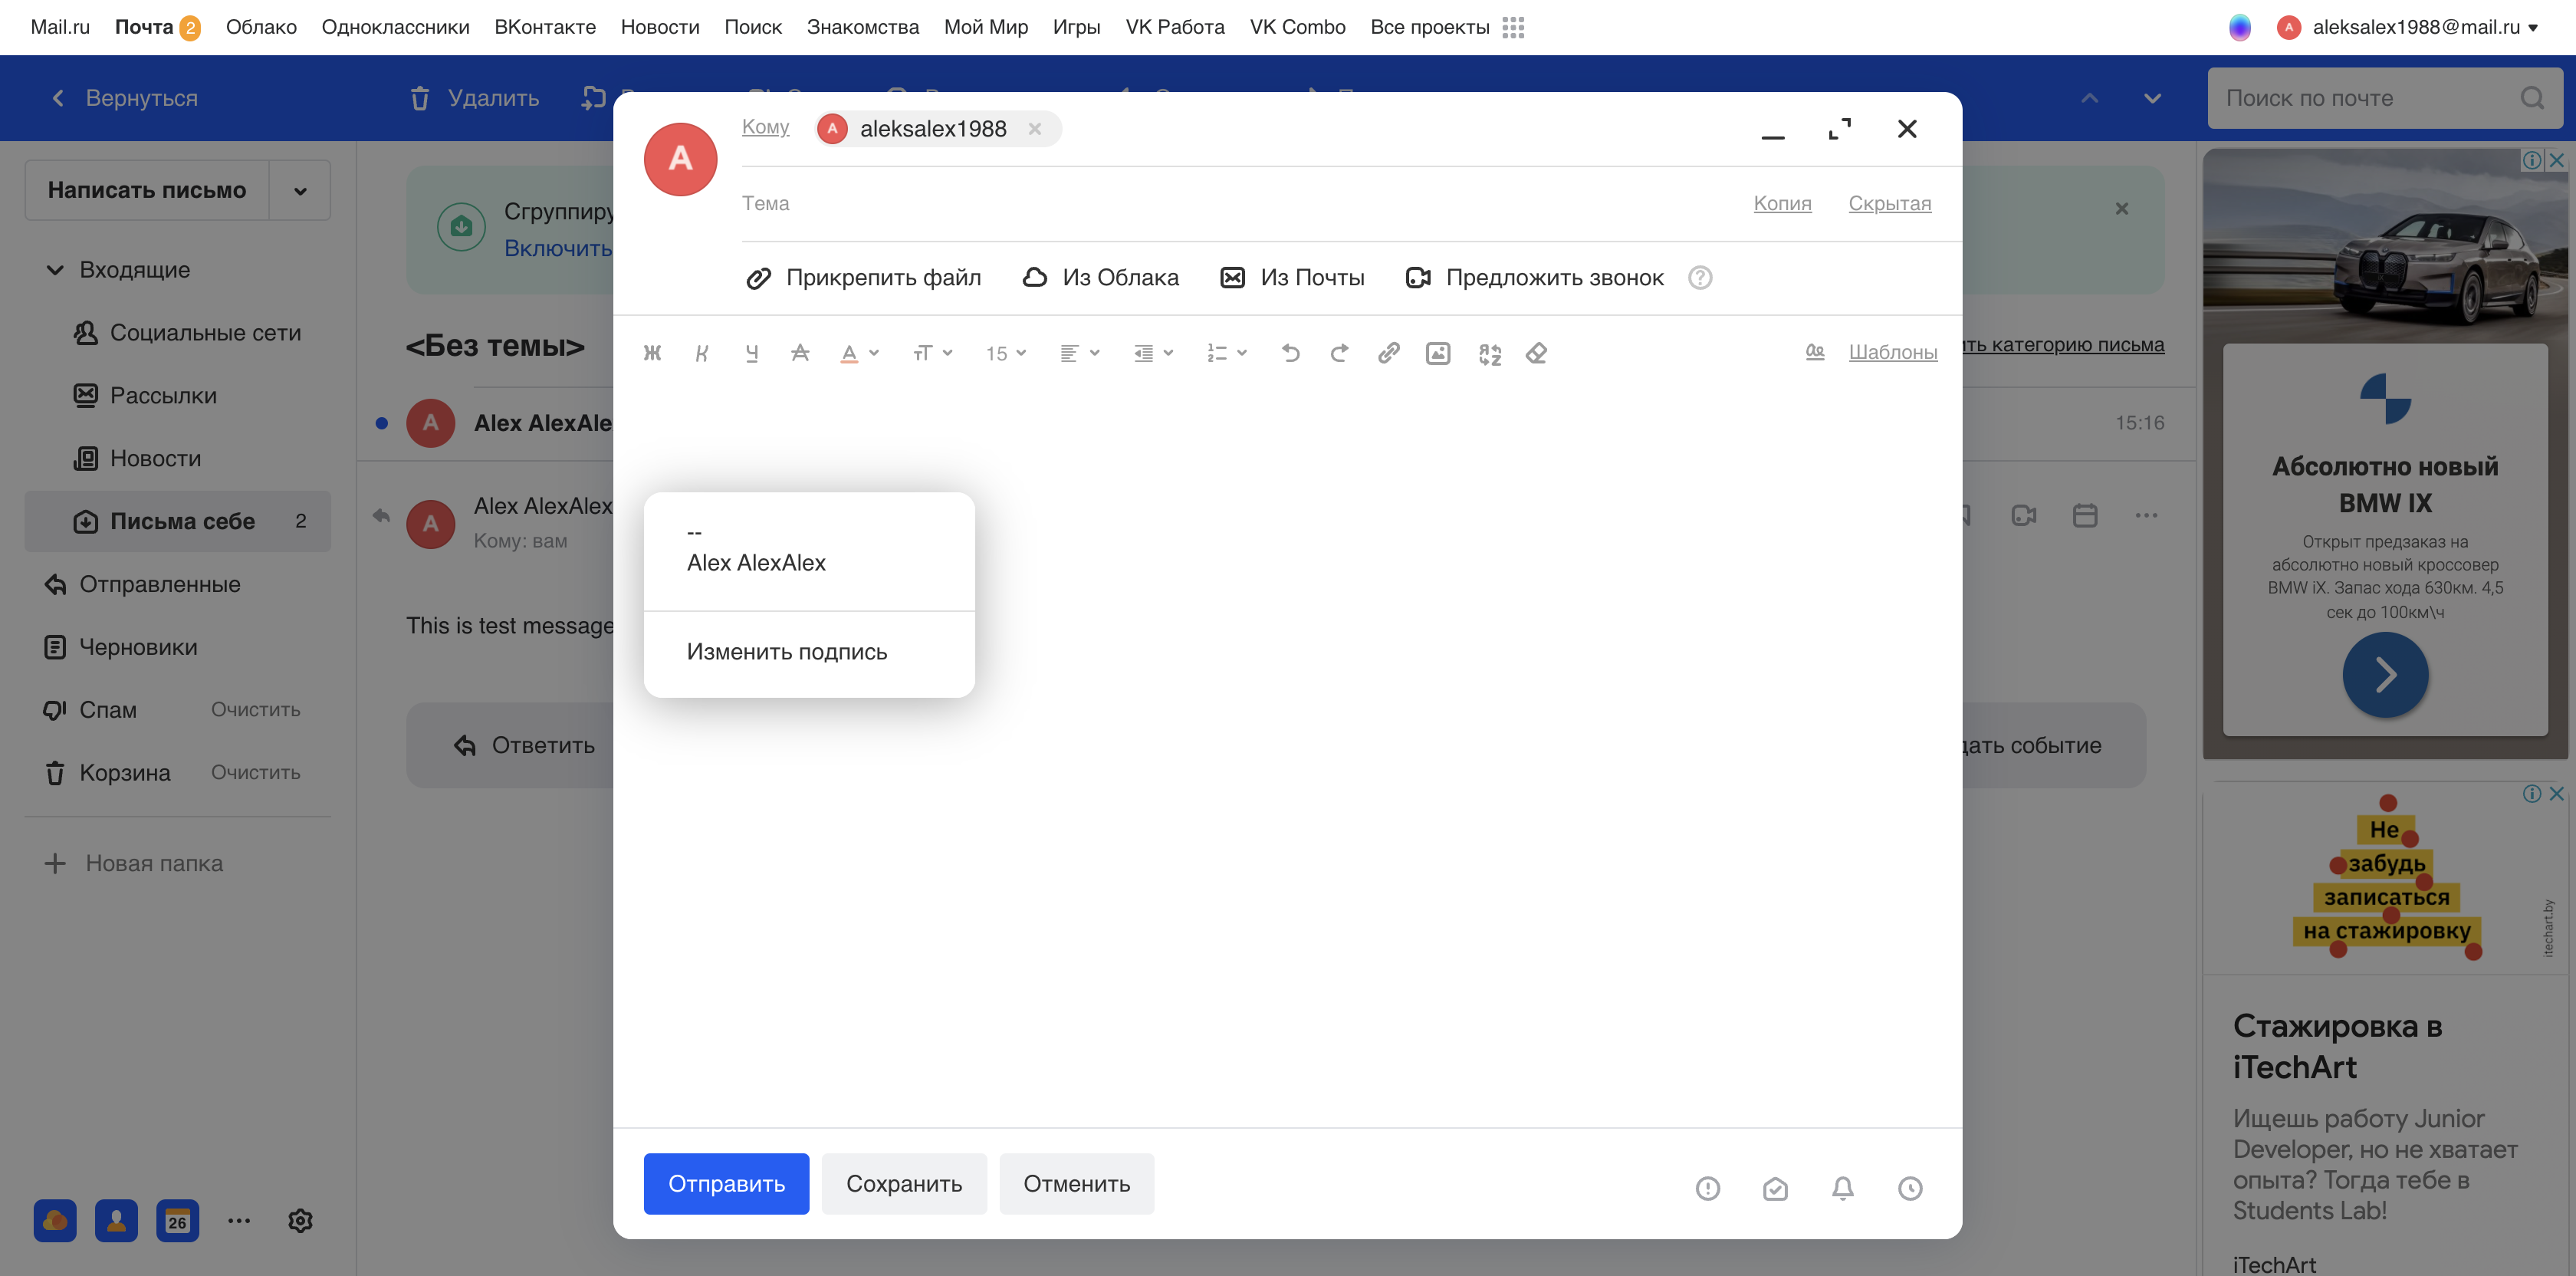 Mail.ru Почта 2 Облако Одноклассники ВКонтакте Новости Поиск Знакомства Мой Мир Игры VK Работа VK Combo Все проекты
A aleksalex1988@mail.ru
Вернуться
Удалить
Поиск по почте
Написать письмо
Входящие
Социальные сети
Рассылки
Новости
Письма себе 2
Отправленные
Черновики
Спам Очистить
Корзина Очистить
Новая папка
26
Сгруппиру
Включить
<Без темы>
ть категорию письма
A Alex AlexAle
15:16
A Alex AlexAlex
Кому: вам
This is test message
Ответить
дать событие
A
Кому A aleksalex1988
Тема Копия Скрытая
Прикрепить файл Из Облака Из Почты Предложить звонок ?
Ж К Ч А А тТ 15
Шаблоны
--
Alex AlexAlex
Изменить подпись
Отправить Сохранить Отменить
Абсолютно новый
BMW IX
Открыт предзаказ на
абсолютно новый кроссовер
BMW iX. Запас хода 630км. 4,5
сек до 100км\ч
Не
забудь
записаться
на стажировку
itechart.by
Стажировка в
iTechArt
Ищешь работу Junior
Developer, но не хватает
опыта? Тогда тебе в
Students Lab!
iTechArt